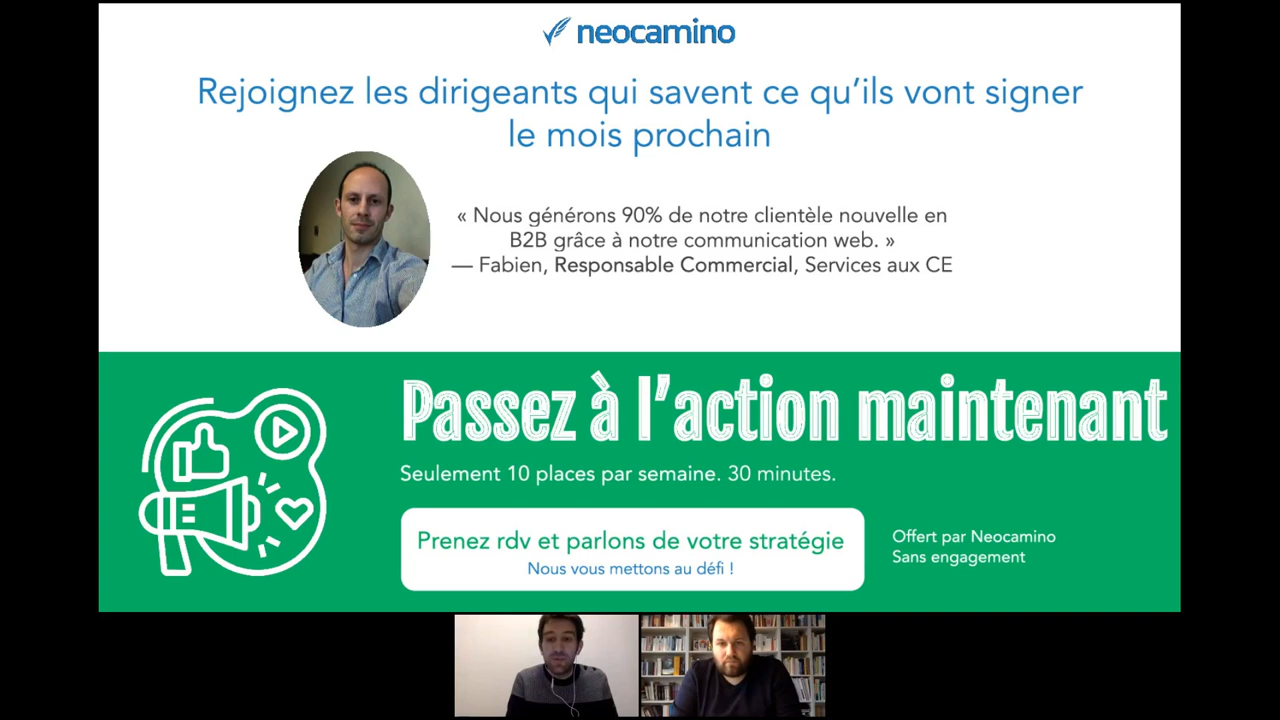 neocamino
Rejoignez les dirigeants qui savent ce qu’ils vont signer
le mois prochain
« Nous générons 90% de notre clientèle nouvelle en
B2B grâce à notre communication web. »
— Fabien, Responsable Commercial, Services aux CE
Passez à l’action maintenant
Seulement 10 places par semaine. 30 minutes.
Prenez rdv et parlons de votre stratégie
Nous vous mettons au défi !
Offert par Neocamino
Sans engagement